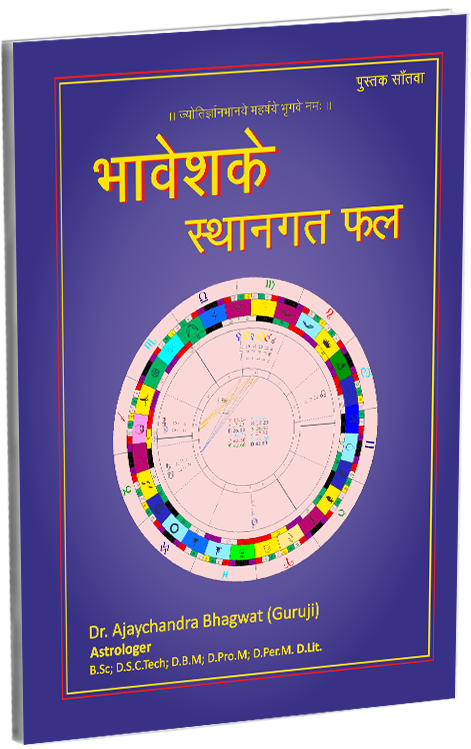 पुस्तक साँतवा
।। ज्योतिर्ज्ञानभानवे महर्षये भृगवे नमः ।।
भावेशके
स्थानगत फल
Dr. Ajaychandra Bhagwat (Guruji)
Astrologer
B.Sc; D.S.C.Tech; D.B.M; D.Pro.M; D.Per.M. D.Lit.